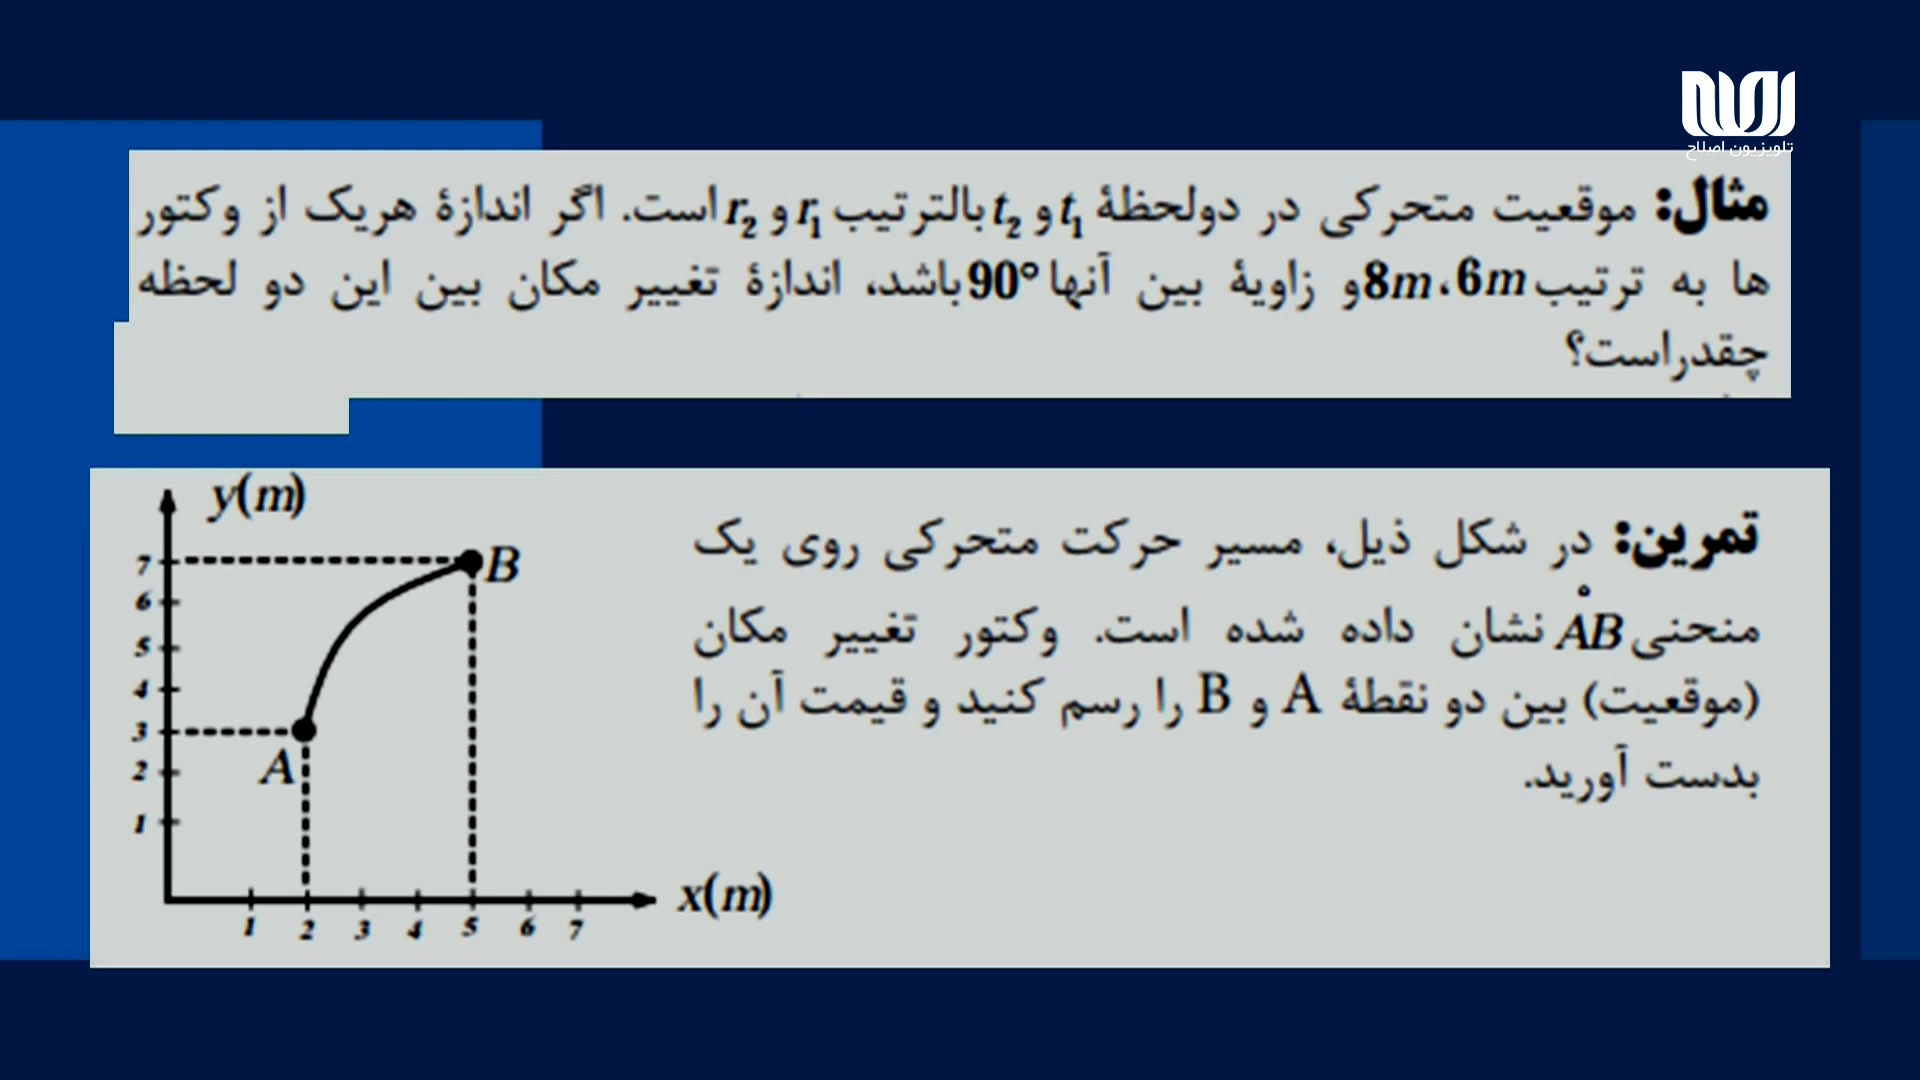 تلویزیون اصلاح
مثال: موقعیت متحرکی در دولحظهٔ t₁ و t₂ بالترتیب r₁ و r₂ است. اگر اندازهٔ هریک از وکتور
ها به ترتیب 6m، 8m و زاویهٔ بین آنها 90° باشد، اندازهٔ تغییر مکان بین این دو لحظه
چقدراست؟
تمرین: در شکل ذیل، مسیر حرکت متحرکی روی یک
منحنی AB نشان داده شده است. وکتور تغییر مکان
(موقعیت) بین دو نقطهٔ A و B را رسم کنید و قیمت آن را
بدست آورید.
y(m)
7
6
5
4
3
2
1
B
A
1 2 3 4 5 6 7
x(m)